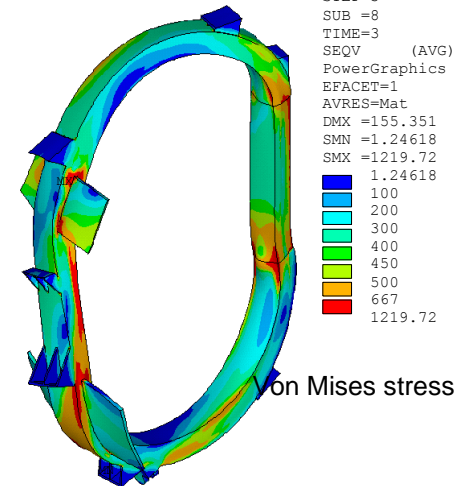 SUB =8
TIME=3
SEQV (AVG)
PowerGraphics
EFACET=1
AVRES=Mat
DMX =155.351
SMN =1.24618
SMX =1219.72
1.24618
100
200
300
400
450
500
667
1219.72
Von Mises stress